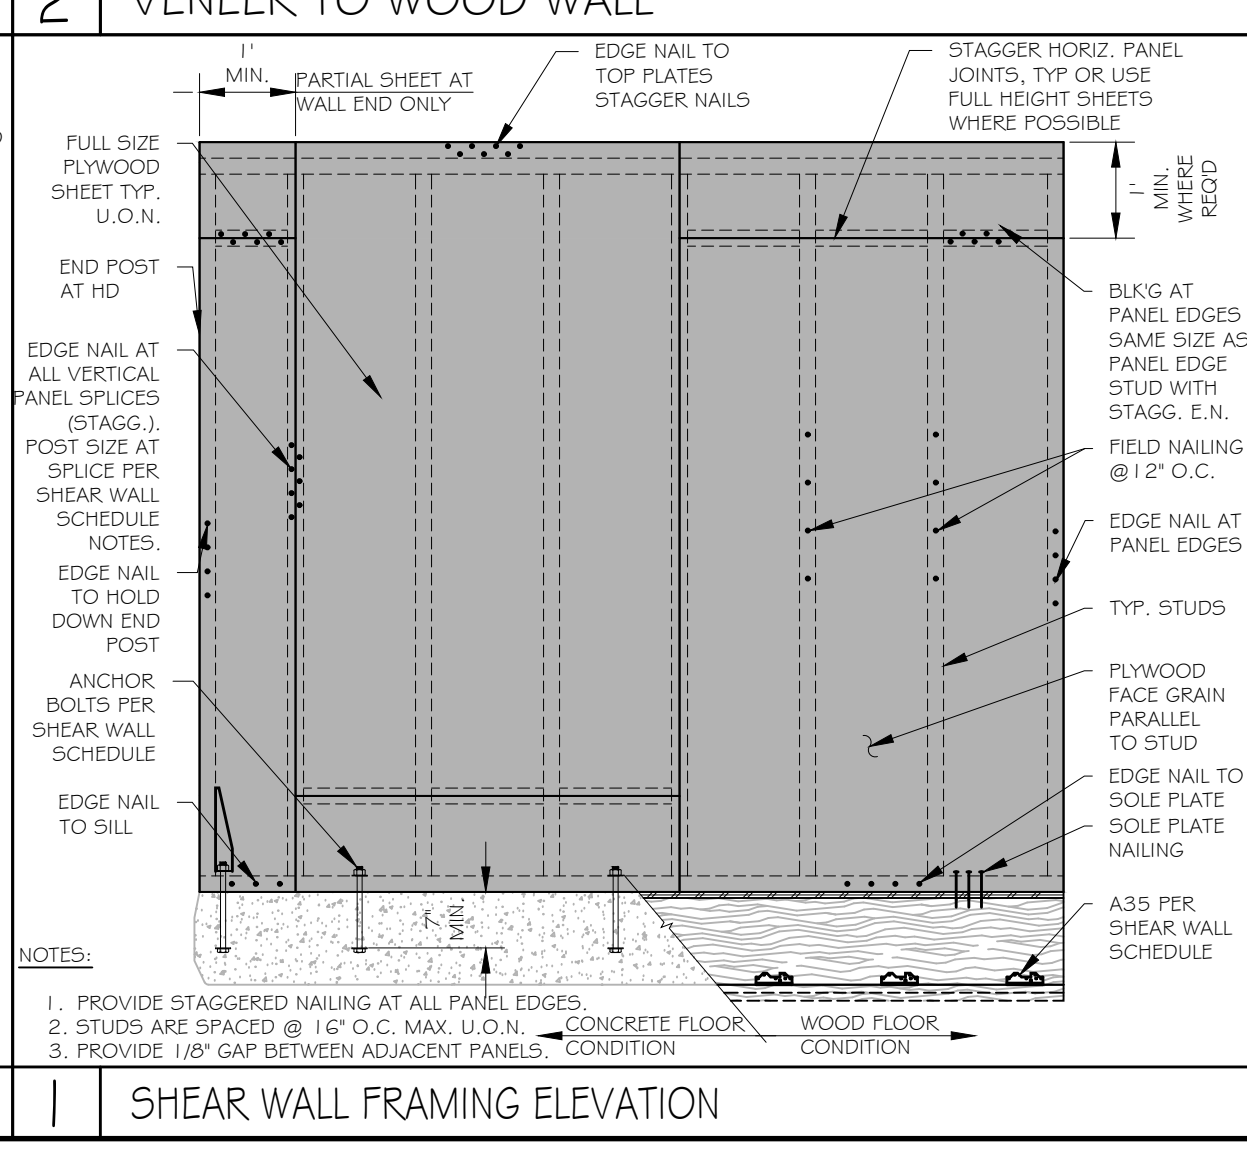 2
VENEER TO WOOD WALL
1'
MIN.
PARTIAL SHEET AT
WALL END ONLY
EDGE NAIL TO
TOP PLATES
STAGGER NAILS
STAGGER HORIZ. PANEL
JOINTS, TYP OR USE
FULL HEIGHT SHEETS
WHERE POSSIBLE
1'
MIN.
WHERE
REQ'D
FULL SIZE
PLYWOOD
SHEET TYP.
U.O.N.
END POST
AT HD
EDGE NAIL AT
ALL VERTICAL
PANEL SPLICES
(STAGG.).
POST SIZE AT
SPLICE PER
SHEAR WALL
SCHEDULE
NOTES.
EDGE NAIL
TO HOLD
DOWN END
POST
ANCHOR
BOLTS PER
SHEAR WALL
SCHEDULE
EDGE NAIL
TO SILL
BLK'G AT
PANEL EDGES
SAME SIZE AS
PANEL EDGE
STUD WITH
STAGG. E.N.
FIELD NAILING
@12" O.C.
EDGE NAIL AT
PANEL EDGES
TYP. STUDS
PLYWOOD
FACE GRAIN
PARALLEL
TO STUD
EDGE NAIL TO
SOLE PLATE
SOLE PLATE
NAILING
A35 PER
SHEAR WALL
SCHEDULE
7"
MIN.
NOTES:
1. PROVIDE STAGGERED NAILING AT ALL PANEL EDGES.
2. STUDS ARE SPACED @ 16" O.C. MAX. U.O.N.
3. PROVIDE 1/8" GAP BETWEEN ADJACENT PANELS.
CONCRETE FLOOR
CONDITION
WOOD FLOOR
CONDITION
1
SHEAR WALL FRAMING ELEVATION